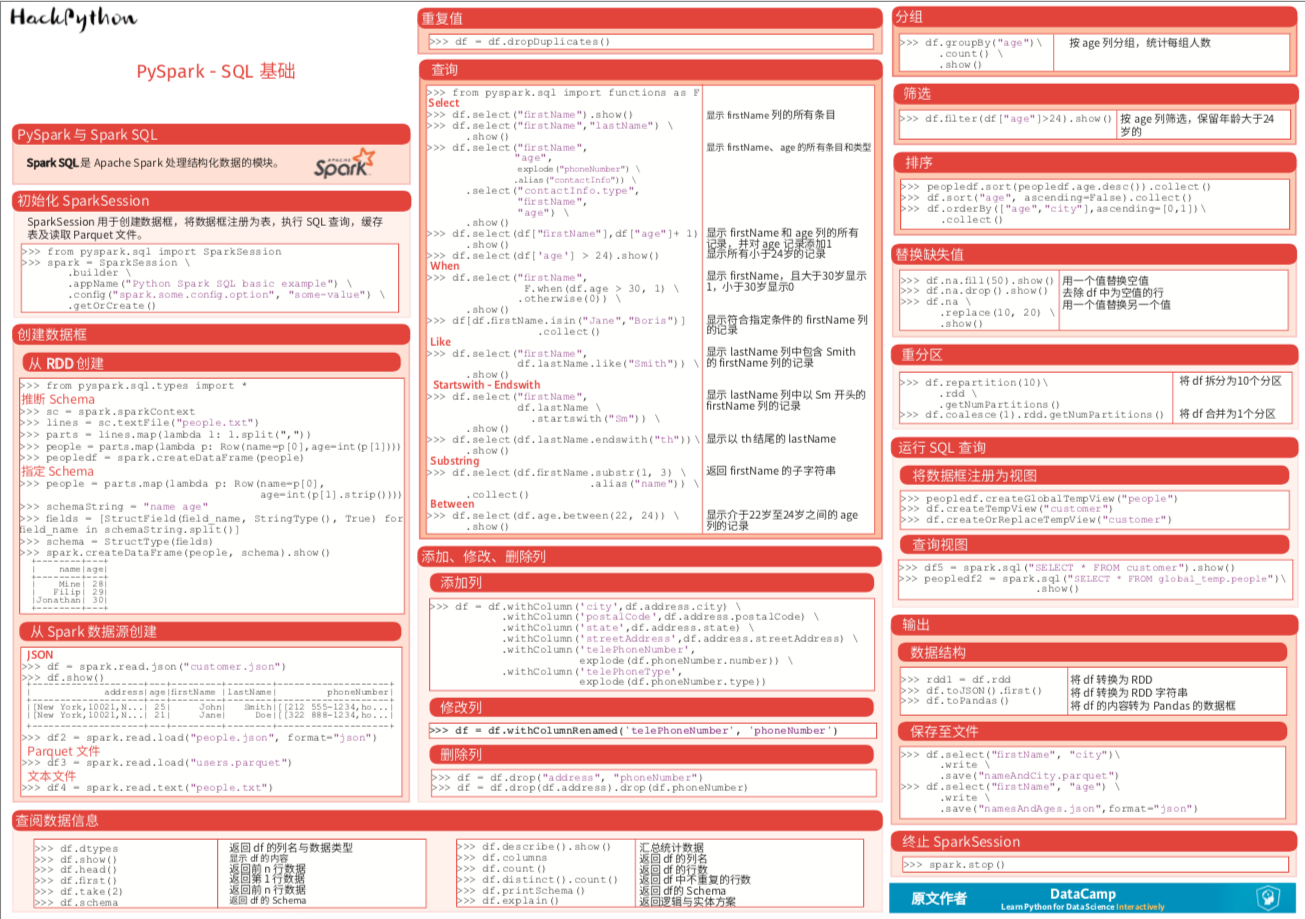 HackPython
PySpark - SQL 基础
PySpark 与 Spark SQL
Spark SQL 是 Apache Spark 处理结构化数据的模块。
APACHE
Spark
初始化 SparkSession
SparkSession 用于创建数据框，将数据框注册为表，执行 SQL 查询，缓存
表及读取 Parquet 文件。
>>> from pyspark.sql import SparkSession
>>> spark = SparkSession \
.builder \
.appName("Python Spark SQL basic example") \
.config("spark.some.config.option", "some-value") \
.getOrCreate()
创建数据框
从 RDD 创建
>>> from pyspark.sql.types import *
推断 Schema
>>> sc = spark.sparkContext
>>> lines = sc.textFile("people.txt")
>>> parts = lines.map(lambda l: l.split(","))
>>> people = parts.map(lambda p: Row(name=p[0],age=int(p[1])))
>>> peopledf = spark.createDataFrame(people)
指定 Schema
>>> people = parts.map(lambda p: Row(name=p[0],
age=int(p[1].strip())))
>>> schemaString = "name age"
>>> fields = [StructField(field_name, StringType(), True) for
field_name in schemaString.split()]
>>> schema = StructType(fields)
>>> spark.createDataFrame(people, schema).show()
+--------+---+
| name|age|
+--------+---+
| Mine| 28|
| Filip| 29|
|Jonathan| 30|
+--------+---+
从 Spark 数据源创建
JSON
>>> df = spark.read.json("customer.json")
>>> df.show()
| address|age|firstName |lastName| phoneNumber|
|[New York,10021,N...| 25| John| Smith|[[212 555-1234,ho...|
|[New York,10021,N...| 21| Jane| Doe|[[322 888-1234,ho...|
>>> df2 = spark.read.load("people.json", format="json")
Parquet 文件
>>> df3 = spark.read.load("users.parquet")
文本文件
>>> df4 = spark.read.text("people.txt")
查阅数据信息
>>> df.dtypes 返回 df 的列名与数据类型
>>> df.show() 显示 df 的内容
>>> df.head() 返回前 n 行数据
>>> df.first() 返回第 1 行数据
>>> df.take(2) 返回前 n 行数据
>>> df.schema 返回 df 的 Schema
>>> df.describe().show() 汇总统计数据
>>> df.columns 返回 df 的列名
>>> df.count() 返回 df 的行数
>>> df.distinct().count() 返回 df 中不重复的行数
>>> df.printSchema() 返回 df的 Schema
>>> df.explain() 返回逻辑与实体方案
重复值
>>> df = df.dropDuplicates()
查询
>>> from pyspark.sql import functions as F
Select
>>> df.select("firstName").show() 显示 firstName 列的所有条目
>>> df.select("firstName","lastName") \
.show()
>>> df.select("firstName", 显示 firstName、age 的所有条目和类型
"age",
explode("phoneNumber") \
.alias("contactInfo")) \
.select("contactInfo.type",
"firstName",
"age") \
.show()
>>> df.select(df["firstName"],df["age"]+ 1) 显示 firstName 和 age 列的所有
.show() 记录，并对 age 记录添加1
>>> df.select(df['age'] > 24).show() 显示所有小于24岁的记录
When
>>> df.select("firstName", 显示 firstName，且大于30岁显示
F.when(df.age > 30, 1) \ 1，小于30岁显示0
.otherwise(0)) \
.show()
>>> df[df.firstName.isin("Jane","Boris")] 显示符合指定条件的 firstName 列
.collect() 的记录
Like
>>> df.select("firstName", 显示 lastName 列中包含 Smith
df.lastName.like("Smith")) \ 的 firstName 列的记录
.show()
Startswith - Endswith
>>> df.select("firstName", 显示 lastName 列中以 Sm 开头的
df.lastName \ firstName 列的记录
.startswith("Sm")) \
.show()
>>> df.select(df.lastName.endswith("th")) \ 显示以 th 结尾的 lastName
.show()
Substring
>>> df.select(df.firstName.substr(1, 3) \ 返回 firstName 的子字符串
.alias("name")) \
.collect()
Between
>>> df.select(df.age.between(22, 24)) \ 显示介于22岁至24岁之间的 age
.show() 列的记录
添加、修改、删除列
添加列
>>> df = df.withColumn('city',df.address.city) \
.withColumn('postalCode',df.address.postalCode) \
.withColumn('state',df.address.state) \
.withColumn('streetAddress',df.address.streetAddress) \
.withColumn('telePhoneNumber',
explode(df.phoneNumber.number)) \
.withColumn('telePhoneType',
explode(df.phoneNumber.type))
修改列
>>> df = df.withColumnRenamed('telePhoneNumber', 'phoneNumber')
删除列
>>> df = df.drop("address", "phoneNumber")
>>> df = df.drop(df.address).drop(df.phoneNumber)
分组
>>> df.groupBy("age")\ 按 age 列分组，统计每组人数
.count() \
.show()
筛选
>>> df.filter(df["age"]>24).show() 按 age 列筛选，保留年龄大于24
岁的
排序
>>> peopledf.sort(peopledf.age.desc()).collect()
>>> df.sort("age", ascending=False).collect()
>>> df.orderBy(["age","city"],ascending=[0,1])\
.collect()
替换缺失值
>>> df.na.fill(50).show() 用一个值替换空值
>>> df.na.drop().show() 去除 df 中为空值的行
>>> df.na \ 用一个值替换另一个值
.replace(10, 20) \
.show()
重分区
>>> df.repartition(10)\ 将 df 拆分为10个分区
.rdd \
.getNumPartitions()
>>> df.coalesce(1).rdd.getNumPartitions() 将 df 合并为1个分区
运行 SQL 查询
将数据框注册为视图
>>> peopledf.createGlobalTempView("people")
>>> df.createTempView("customer")
>>> df.createOrReplaceTempView("customer")
查询视图
>>> df5 = spark.sql("SELECT * FROM customer").show()
>>> peopledf2 = spark.sql("SELECT * FROM global_temp.people")\
.show()
输出
数据结构
>>> rdd1 = df.rdd 将 df 转换为 RDD
>>> df.toJSON().first() 将 df 转换为 RDD 字符串
>>> df.toPandas() 将 df 的内容转为 Pandas 的数据框
保存至文件
>>> df.select("firstName", "city")\
.write \
.save("nameAndCity.parquet")
>>> df.select("firstName", "age") \
.write \
.save("namesAndAges.json",format="json")
终止 SparkSession
>>> spark.stop()
原文作者
DataCamp
Learn Python for Data Science Interactively